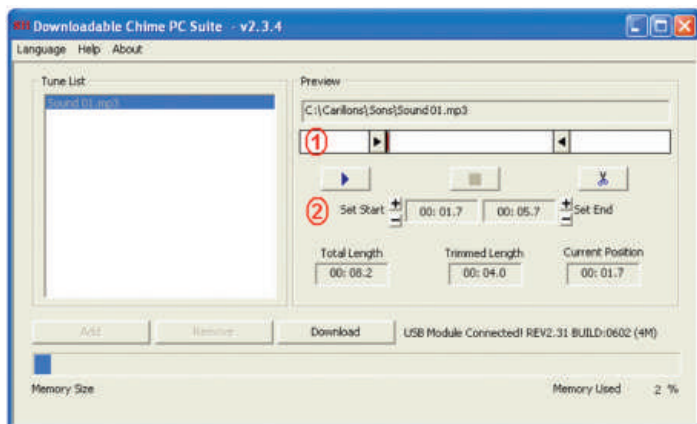 Downloadable Chime PC Suite - v2.3.4
Language Help About
Tune List
Sound 01.mp3
Preview
C:\Carillons\Sons\Sound 01.mp3
1
2 Set Start + - 00: 01.7 00: 05.7 + - Set End
Total Length Trimmed Length Current Position
00: 08.2 00: 04.0 00: 01.7
Add Remove Download USB Module Connected! REV2.31 BUILD:0602 (4M)
Memory Size Memory Used 2 %